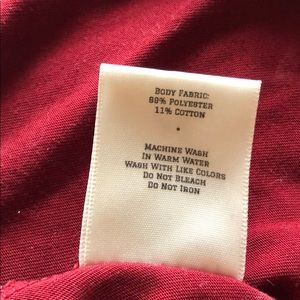 Body Fabric:
89% Polyester
11% Cotton
Machine Wash
In Warm Water
Wash With Like Colors
Do Not Bleach
Do Not Iron